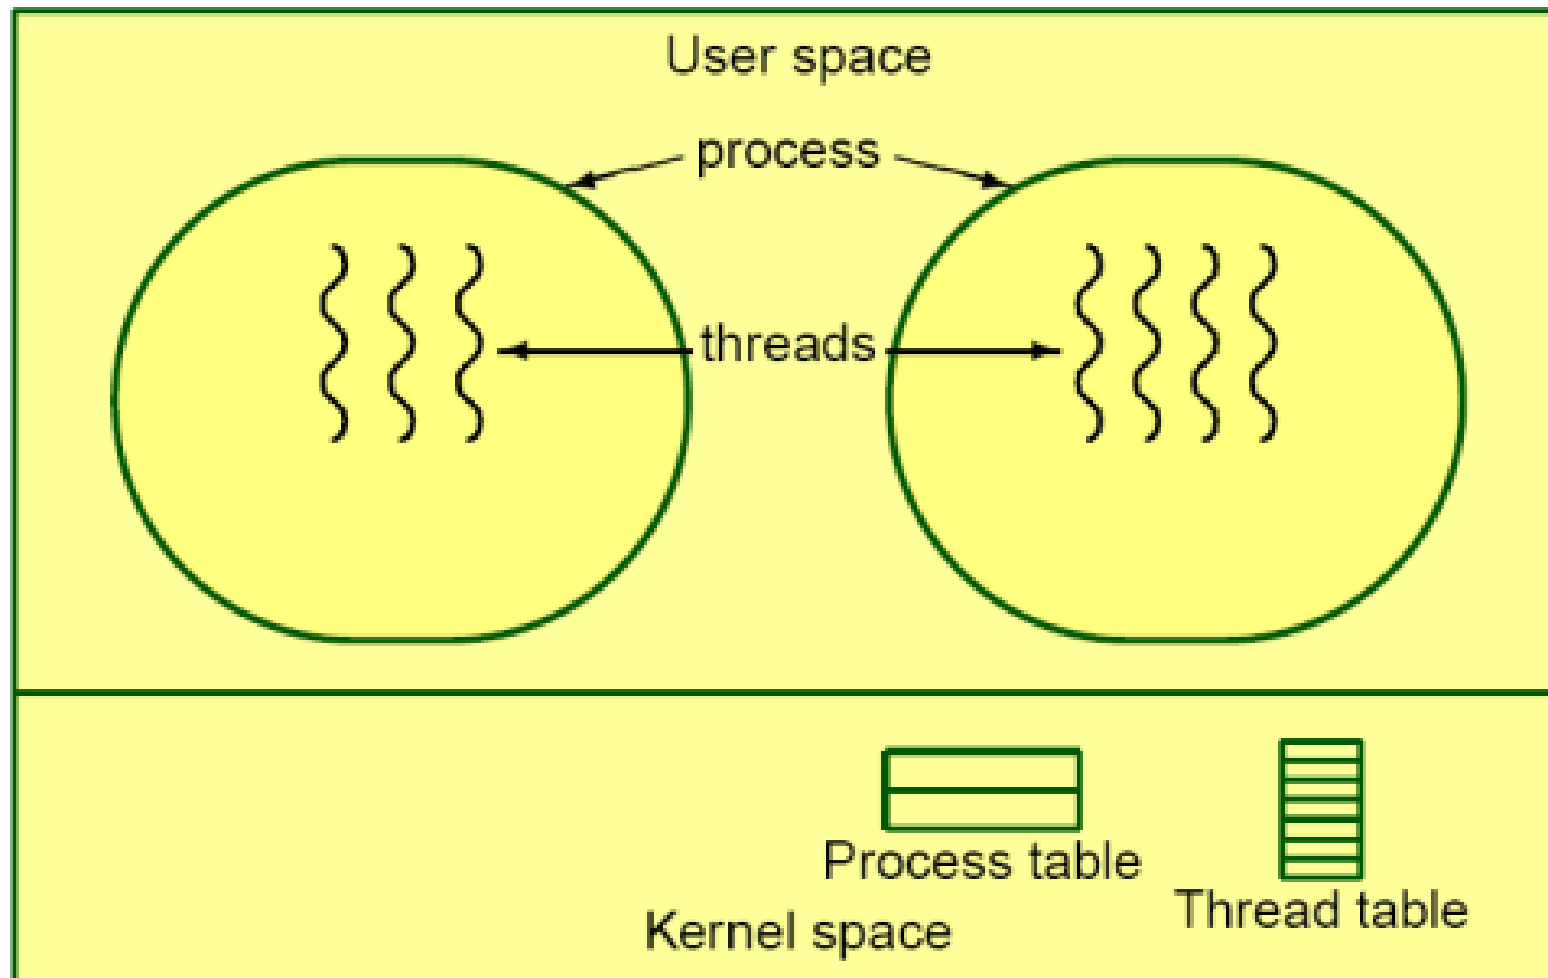 User space
process
threads
Process table
Thread table
Kernel space